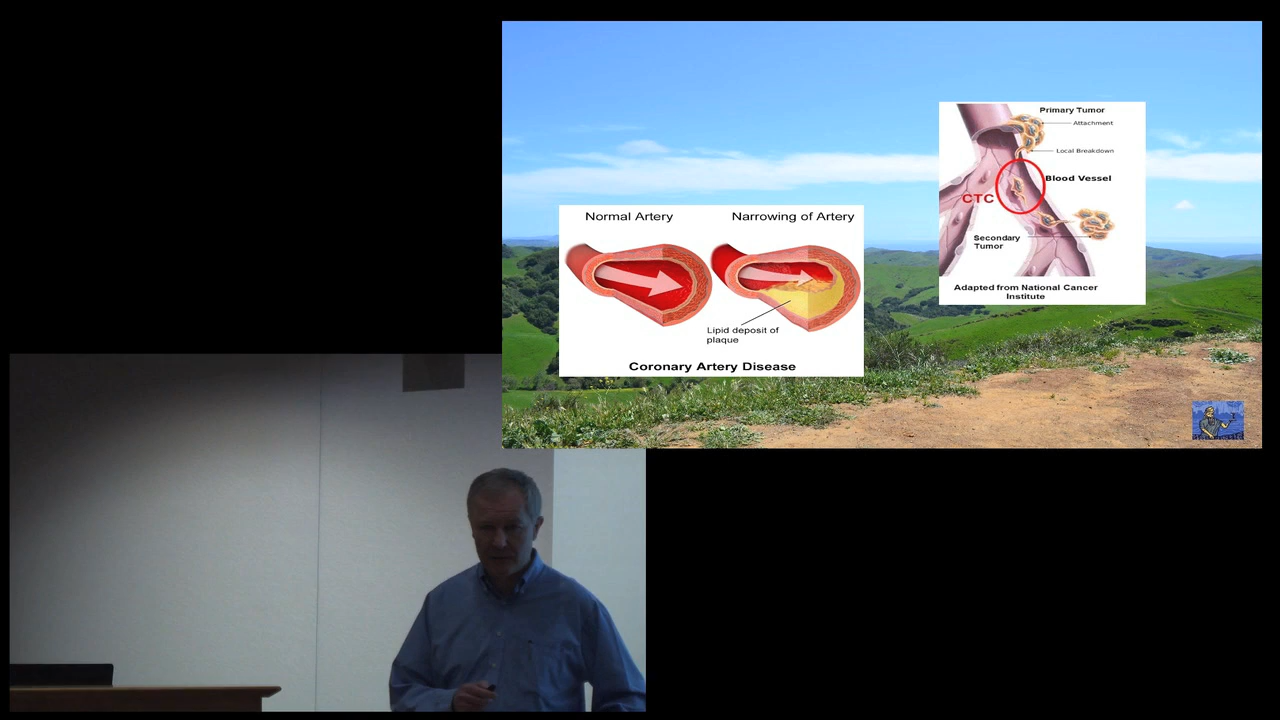 Normal Artery
Narrowing of Artery
Lipid deposit of
plaque
Coronary Artery Disease
Primary Tumor
Attachment
Local Breakdown
Blood Vessel
CTC
Secondary
Tumor
Adapted from National Cancer
Institute